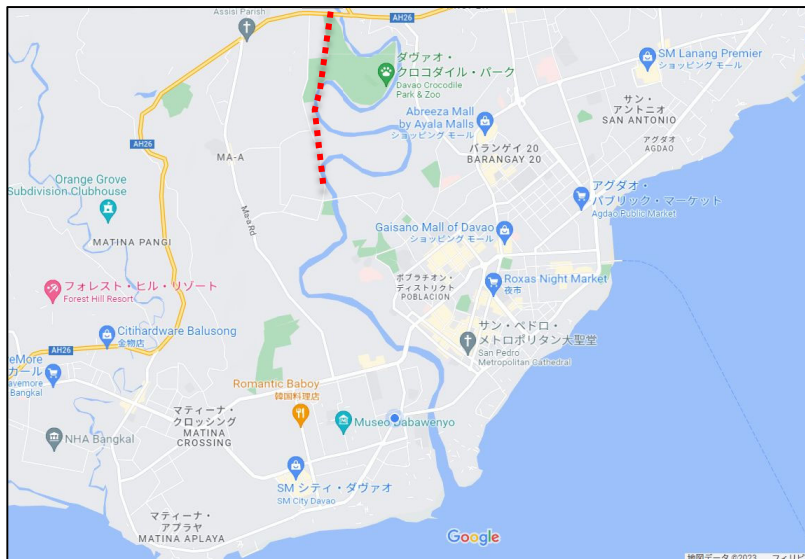 Assisi Parish
AH26
ダヴァオ・
クロコダイル・パーク
Davao Crocodile
Park & Zoo
SM Lanang Premier
ショッピング モール
サン・
アントニオ
SAN ANTONIO
アグダオ
AGDAO
Abreeza Mall
by Ayala Malls
ショッピング モール
バランゲイ 20
BARANGAY 20
AH26
MA-A
Orange Grove
Subdivision Clubhouse
MATINA PANGI
Ma-a Rd
アグダオ・
パブリック・マーケット
Agdao Public Market
Gaisano Mall of Davao
ショッピング モール
フォレスト・ヒル・リゾート
Forest Hill Resort
ポブラチオン・
ディストリクト
POBLACION
Roxas Night Market
夜市
Citihardware Balusong
金物店
サン・ペドロ・
メトロポリタン大聖堂
San Pedro
Metropolitan Cathedral
AH26
eMore
カール
avemore
Bangkal
Romantic Baboy
韓国料理店
マティーナ・
クロッシング
MATINA
CROSSING
Museo Dabawenyo
NHA Bangkal
SM シティ・ダヴァオ
SM City Davao
マティーナ・
アプラヤ
MATINA APLAYA
Google
地図データ ©2023 フィリピ